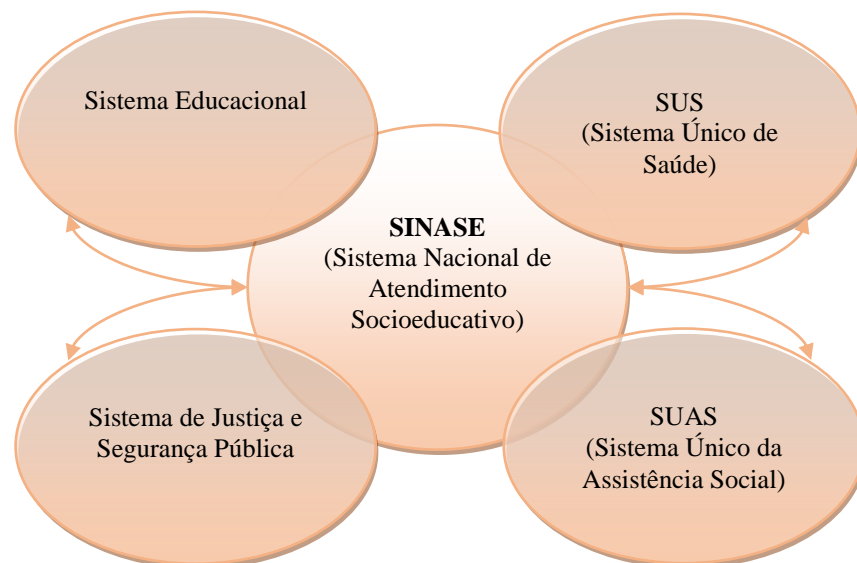 Sistema Educacional
SUS
(Sistema Único de
Saúde)
SINASE
(Sistema Nacional de
Atendimento
Socioeducativo)
Sistema de Justiça e
Segurança Pública
SUAS
(Sistema Único da
Assistência Social)